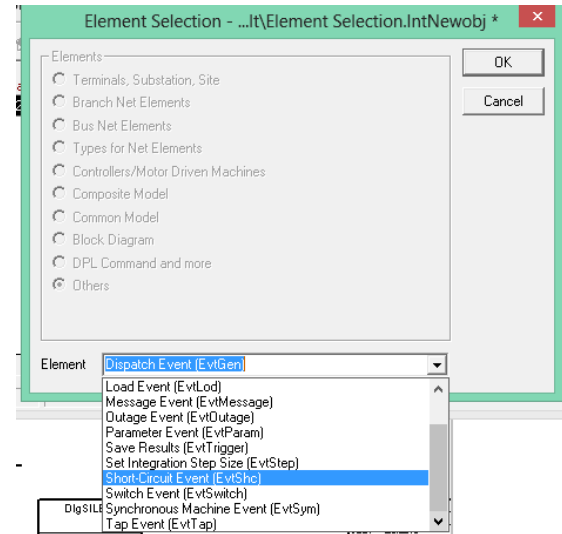 Element Selection - ...lt\Element Selection.IntNewobj *
Elements
Terminals, Substation, Site
Branch Net Elements
Bus Net Elements
Types for Net Elements
Controllers/Motor Driven Machines
Composite Model
Common Model
Block Diagram
DPL Command and more
Others
OK
Cancel
Element
Dispatch Event (EvtGen)
Load Event (EvtLod)
Message Event (EvtMessage)
Outage Event (EvtOutage)
Parameter Event (EvtParam)
Save Results (EvtTrigger)
Set Integration Step Size (EvtStep)
Short-Circuit Event (EvtShc)
Switch Event (EvtSwitch)
Synchronous Machine Event (EvtSym)
Tap Event (EvtTap)
DIgSILE